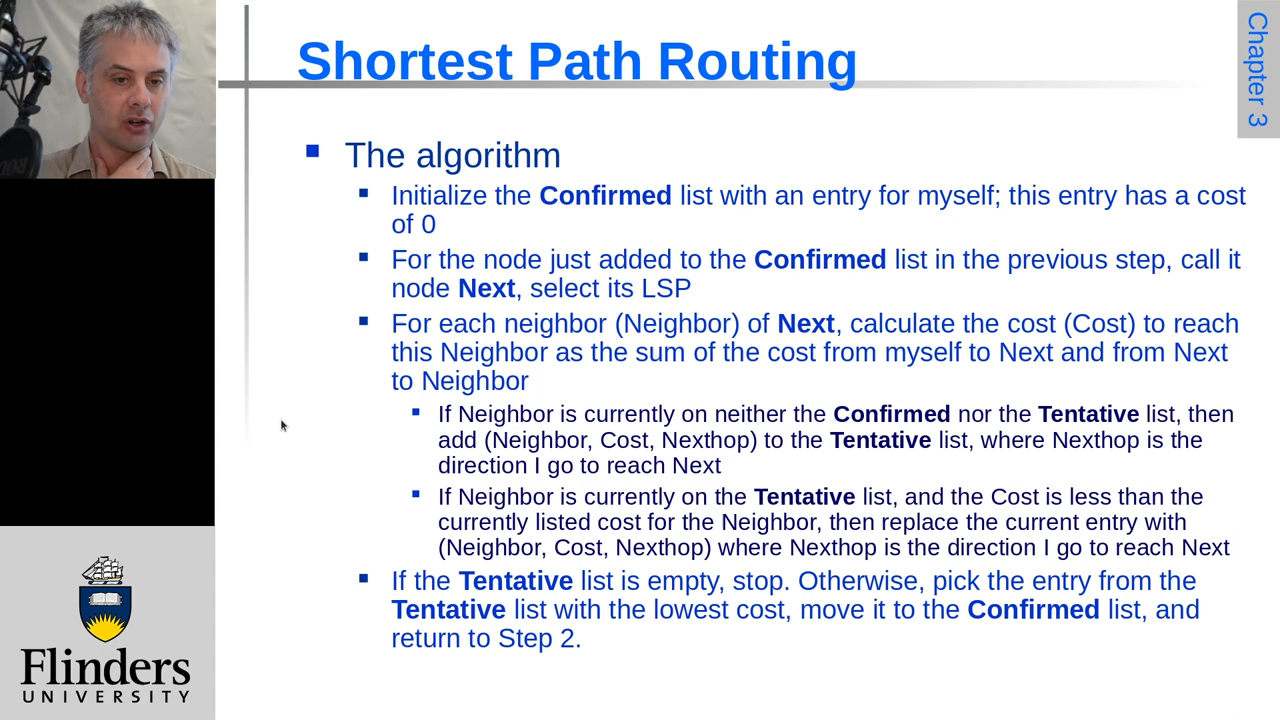 Shortest Path Routing
Chapter 3
The algorithm
Initialize the Confirmed list with an entry for myself; this entry has a cost
of 0
For the node just added to the Confirmed list in the previous step, call it
node Next, select its LSP
For each neighbor (Neighbor) of Next, calculate the cost (Cost) to reach
this Neighbor as the sum of the cost from myself to Next and from Next
to Neighbor
If Neighbor is currently on neither the Confirmed nor the Tentative list, then
add (Neighbor, Cost, Nexthop) to the Tentative list, where Nexthop is the
direction I go to reach Next
If Neighbor is currently on the Tentative list, and the Cost is less than the
currently listed cost for the Neighbor, then replace the current entry with
(Neighbor, Cost, Nexthop) where Nexthop is the direction I go to reach Next
If the Tentative list is empty, stop. Otherwise, pick the entry from the
Tentative list with the lowest cost, move it to the Confirmed list, and
return to Step 2.
Flinders
UNIVERSITY